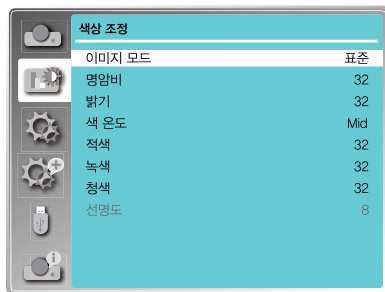 색상 조정
이미지 모드 표준
명암비 32
밝기 32
색 온도 Mid
적색 32
녹색 32
청색 32
선명도 8